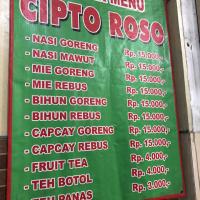 MENU
CIPTO ROSO
- NASI GORENG Rp. 15.000,-
- NASI MAWUT Rp. 15.000,-
- MIE GORENG Rp. 15.000,-
- MIE REBUS Rp. 15.000,-
- BIHUN GORENG Rp. 15.000,-
- BIHUN REBUS Rp. 15.000,-
- CAPCAY GORENG Rp. 15.000,-
- CAPCAY REBUS Rp. 15.000,-
- FRUIT TEA Rp. 4.000,-
- TEH BOTOL Rp. 4.000,-
- TEH PANAS Rp. 3.000,-